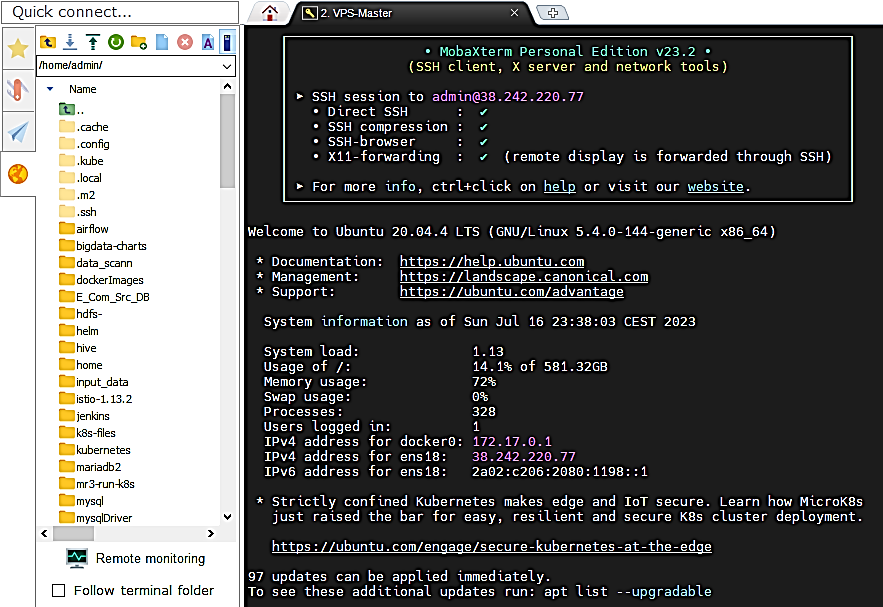 Quick connect...
2. VPS-Master
/home/admin/
Name
..
.cache
.config
.kube
.local
.m2
.ssh
airflow
bigdata-charts
data_scann
dockerImages
E_Com_Src_DB
hdfs-
helm
hive
home
input_data
istio-1.13.2
jenkins
k8s-files
kubernetes
mariadb2
mr3-run-k8s
mysql
mysqlDriver
Remote monitoring
Follow terminal folder
• MobaXterm Personal Edition v23.2 •
(SSH client, X server and network tools)
► SSH session to admin@38.242.220.77
• Direct SSH : ✔
• SSH compression : ✔
• SSH-browser : ✔
• X11-forwarding : ✔ (remote display is forwarded through SSH)
► For more info, ctrl+click on help or visit our website.
Welcome to Ubuntu 20.04.4 LTS (GNU/Linux 5.4.0-144-generic x86_64)
* Documentation: https://help.ubuntu.com
* Management: https://landscape.canonical.com
* Support: https://ubuntu.com/advantage
System information as of Sun Jul 16 23:38:03 CEST 2023
System load: 1.13
Usage of /: 14.1% of 581.32GB
Memory usage: 72%
Swap usage: 0%
Processes: 328
Users logged in: 1
IPv4 address for docker0: 172.17.0.1
IPv4 address for ens18: 38.242.220.77
IPv6 address for ens18: 2a02:c206:2080:1198::1
* Strictly confined Kubernetes makes edge and IoT secure. Learn how MicroK8s
just raised the bar for easy, resilient and secure K8s cluster deployment.
https://ubuntu.com/engage/secure-kubernetes-at-the-edge
97 updates can be applied immediately.
To see these additional updates run: apt list --upgradable